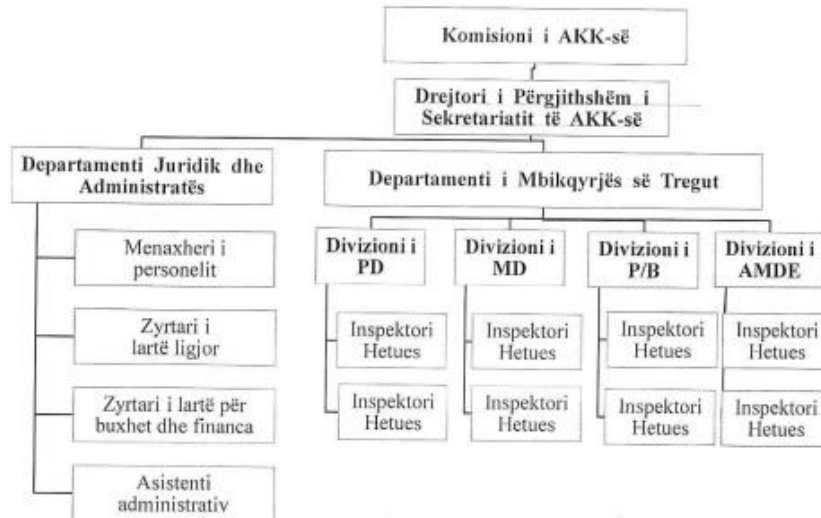 Komisioni i AKK-së
Drejtori i Përgjithshëm i
Sekretariatit të AKK-së
Departamenti Juridik dhe
Administratës
Menaxheri i
personelit
Zyrtari i
lartë ligjor
Zyrtari i lartë për
buxhet dhe financa
Asistenti
administrativ
Departamenti i Mbikqyrjës së Tregut
Divizioni i
PD
Inspektori
Hetues
Inspektori
Hetues
Divizioni i
MD
Inspektori
Hetues
Inspektori
Hetues
Divizioni i
P/B
Inspektori
Hetues
Inspektori
Hetues
Divizioni i
AMDE
Inspektori
Hetues
Inspektori
Hetues